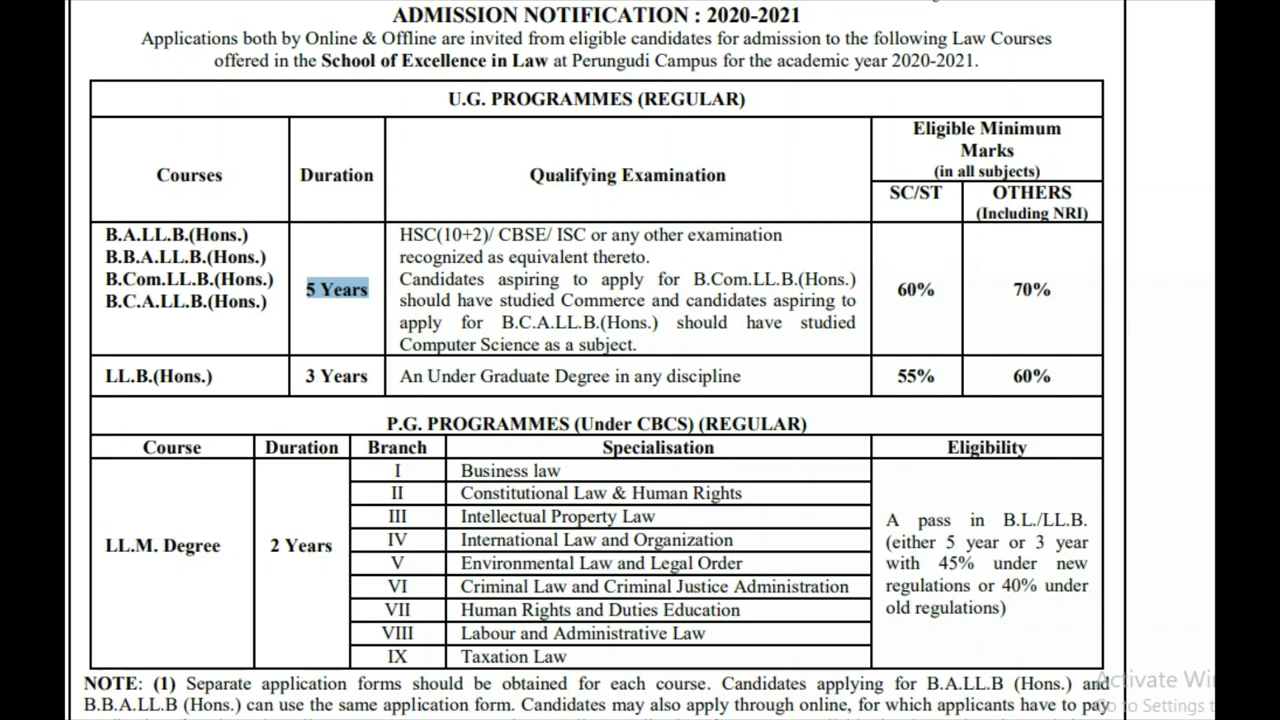 ADMISSION NOTIFICATION : 2020-2021
Applications both by Online & Offline are invited from eligible candidates for admission to the following Law Courses
offered in the School of Excellence in Law at Perungudi Campus for the academic year 2020-2021.
U.G. PROGRAMMES (REGULAR)
Courses
Duration
Qualifying Examination
Eligible Minimum
Marks
(in all subjects)
SC/ST
OTHERS
(Including NRI)
B.A.LL.B.(Hons.)
B.B.A.LL.B.(Hons.)
B.Com.LL.B.(Hons.)
B.C.A.LL.B.(Hons.)
5 Years
HSC(10+2)/ CBSE/ ISC or any other examination
recognized as equivalent thereto.
Candidates aspiring to apply for B.Com.LL.B.(Hons.)
should have studied Commerce and candidates aspiring to
apply for B.C.A.LL.B.(Hons.) should have studied
Computer Science as a subject.
60%
70%
LL.B.(Hons.)
3 Years
An Under Graduate Degree in any discipline
55%
60%
P.G. PROGRAMMES (Under CBCS) (REGULAR)
Course
Duration
Branch
Specialisation
Eligibility
LL.M. Degree
2 Years
I
Business law
II
Constitutional Law & Human Rights
III
Intellectual Property Law
IV
International Law and Organization
V
Environmental Law and Legal Order
VI
Criminal Law and Criminal Justice Administration
VII
Human Rights and Duties Education
VIII
Labour and Administrative Law
IX
Taxation Law
A pass in B.L./LL.B.
(either 5 year or 3 year
with 45% under new
regulations or 40% under
old regulations)
NOTE: (1) Separate application forms should be obtained for each course. Candidates applying for B.A.LL.B (Hons.) and
B.B.A.LL.B (Hons.) can use the same application form. Candidates may also apply through online, for which applicants have to pay
Activate Wi
Go to Settings t